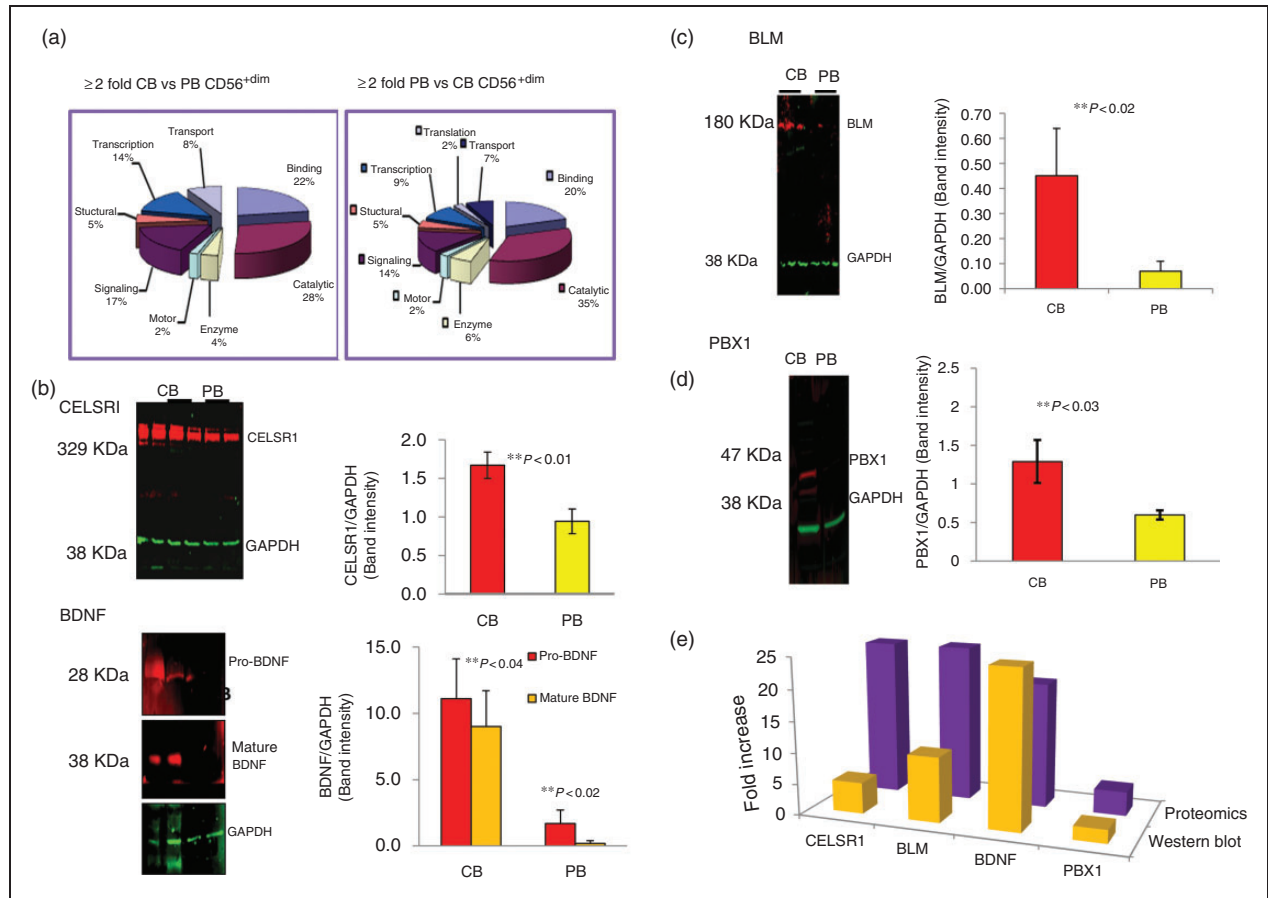 (a)
≥2 fold CB vs PB CD56+dim
Transport
8%
Transcription
14%
Binding
22%
Stuctural
5%
Signaling
17%
Motor
2%
Enzyme
4%
Catalytic
28%
≥2 fold PB vs CB CD56+dim
Translation
2%
Transport
7%
Transcription
9%
Binding
20%
Stuctural
5%
Signaling
14%
Motor
2%
Enzyme
6%
Catalytic
35%
(b)
CELSRI
CB PB
329 KDa
CELSR1
38 KDa
GAPDH
CELSR1/GAPDH
(Band intensity)
2.0
1.5
1.0
0.5
0.0
**P<0.01
CB PB
BDNF
28 KDa
Pro-BDNF
38 KDa
Mature
BDNF
GAPDH
BDNF/GAPDH
(Band intensity)
15.0
10.0
5.0
0.0
**P<0.04
Pro-BDNF
Mature BDNF
**P<0.02
CB PB
(c)
BLM
CB PB
180 KDa
BLM
38 KDa
GAPDH
BLM/GAPDH (Band intensity)
0.70
0.60
0.50
0.40
0.30
0.20
0.10
0.00
**P<0.02
CB PB
PBX1
(d)
CB PB
47 KDa
PBX1
38 KDa
GAPDH
PBX1/GAPDH (Band intensity)
2.5
2
1.5
1
0.5
0
**P<0.03
CB PB
(e)
Fold increase
25
20
15
10
5
0
CELSR1
BLM
BDNF
PBX1
Proteomics
Western blot